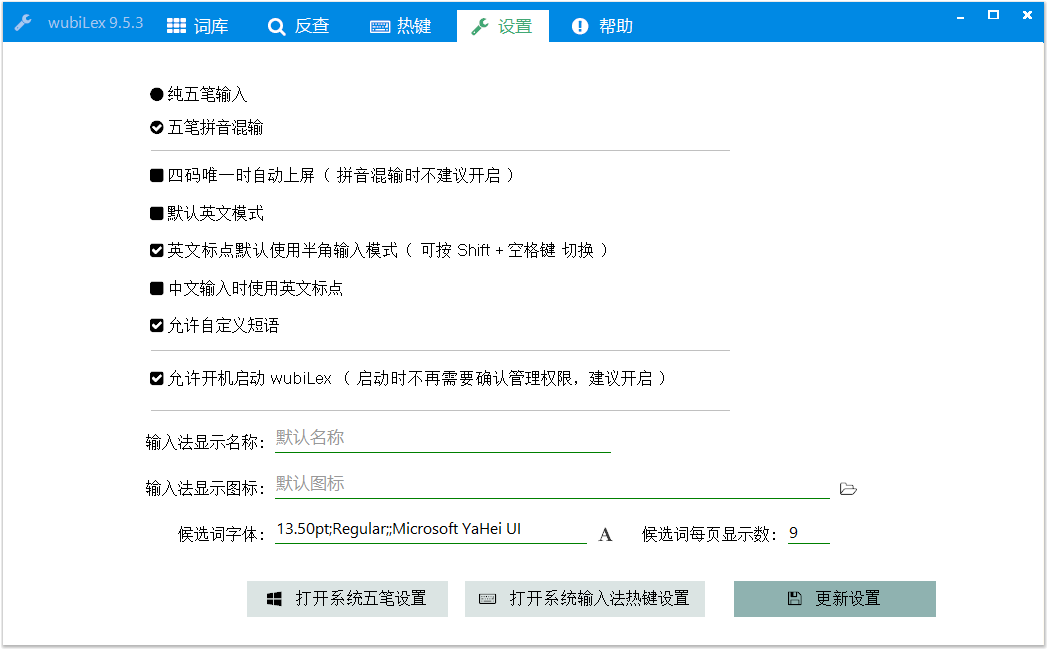 wubiLex 9.5.3 词库 反查 热键 设置 帮助
纯五笔输入
五笔拼音混输
四码唯一时自动上屏（ 拼音混输时不建议开启 ）
默认英文模式
英文标点默认使用半角输入模式（ 可按 Shift + 空格键 切换 ）
中文输入时使用英文标点
允许自定义短语
允许开机启动 wubiLex （ 启动时不再需要确认管理权限，建议开启 ）
输入法显示名称： 默认名称
输入法显示图标： 默认图标
候选词字体： 13.50pt;Regular;;Microsoft YaHei UI A 候选词每页显示数： 9
打开系统五笔设置 打开系统输入法热键设置 更新设置